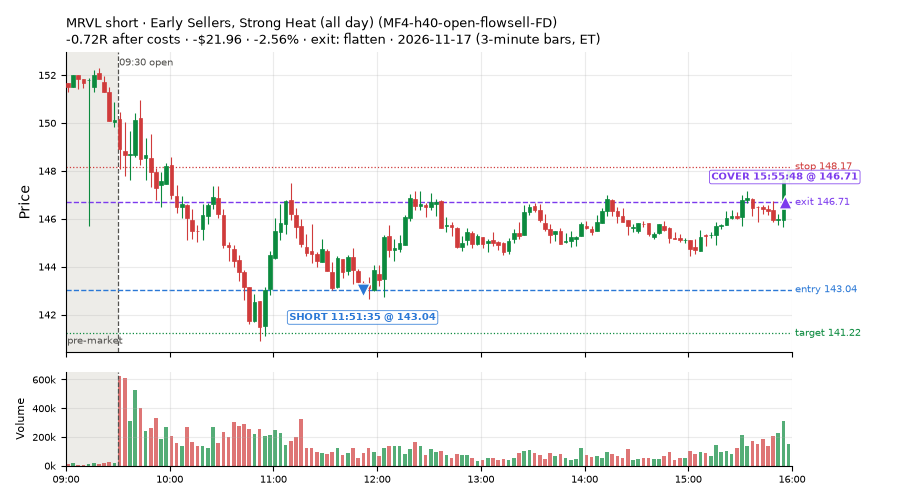 MRVL short · Early Sellers, Strong Heat (all day) (MF4-h40-open-flowsell-FD)
-0.72R after costs · -$21.96 · -2.56% · exit: flatten · 2026-11-17 (3-minute bars, ET)
09:30 open
152
150
148
146
144
142
Price
stop 148.17
COVER 15:55:48 @ 146.71
exit 146.71
entry 143.04
SHORT 11:51:35 @ 143.04
target 141.22
pre-market
600k
400k
200k
0k
Volume
09:00
10:00
11:00
12:00
13:00
14:00
15:00
16:00